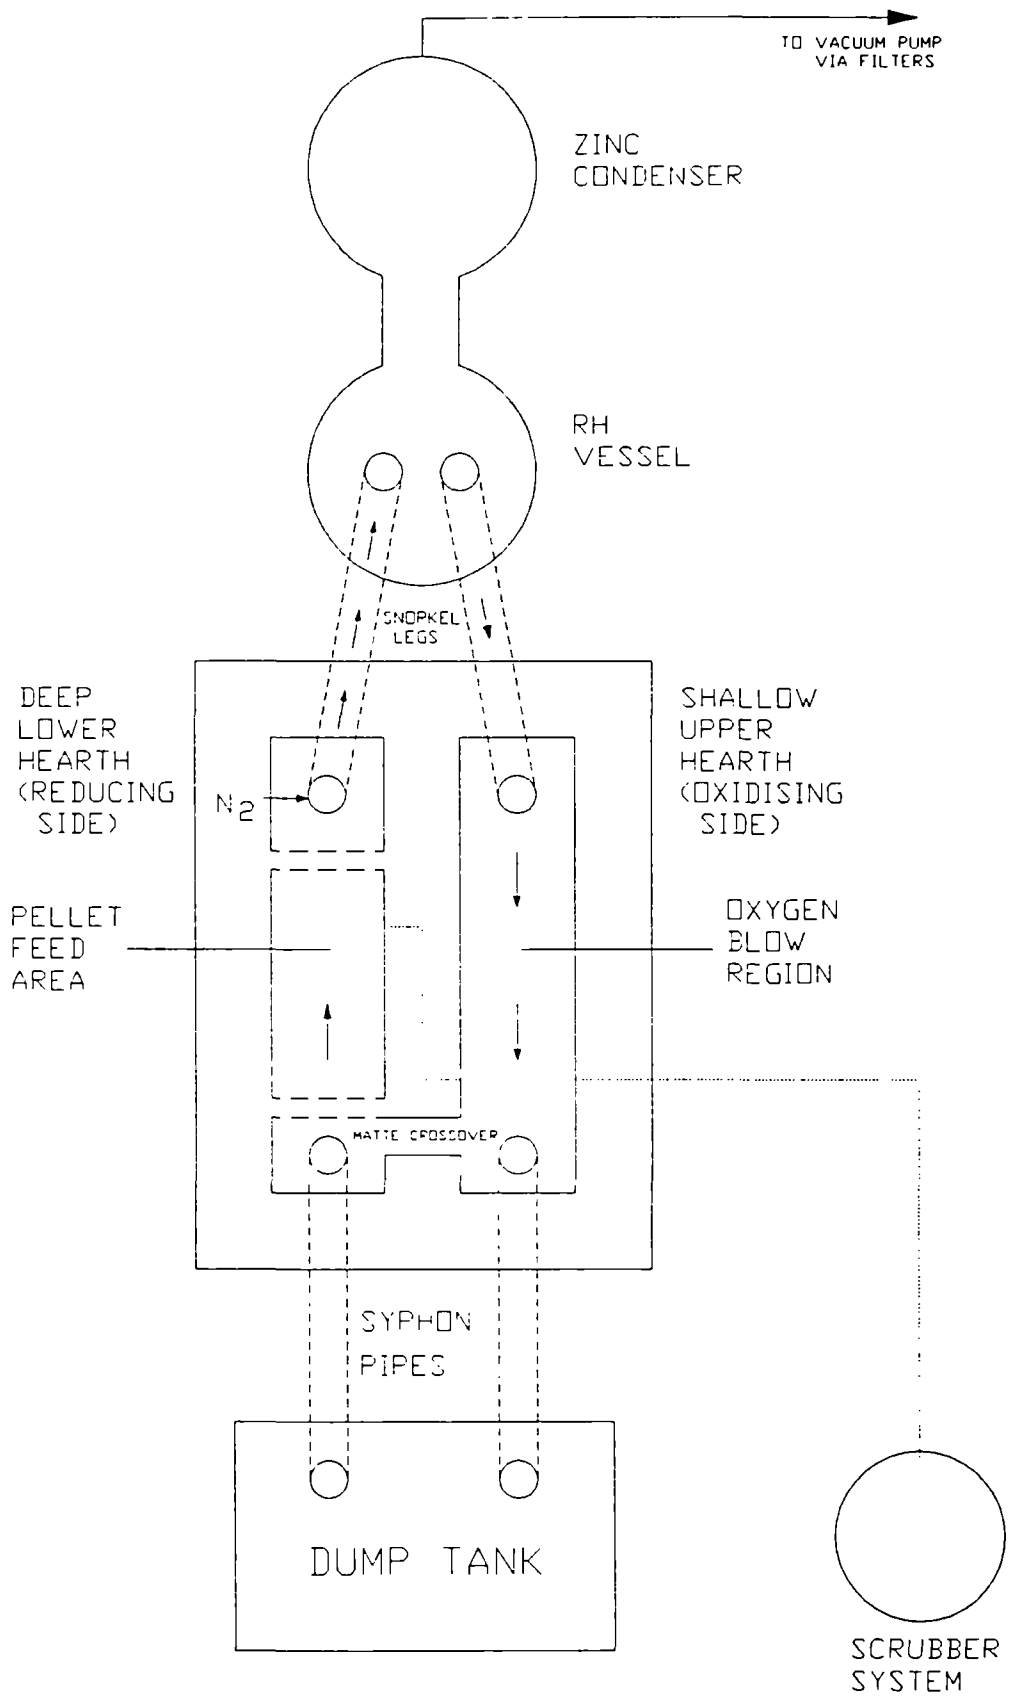 TO VACUUM PUMP
VIA FILTERS
ZINC
CONDENSER
RH
VESSEL
SNORKEL
LEGS
DEEP
LOWER
HEARTH
(REDUCING
SIDE)
SHALLOW
UPPER
HEARTH
(OXIDISING
SIDE)
N2
PELLET
FEED
AREA
OXYGEN
BLOW
REGION
MATTE CROSSOVER
SYPHON
PIPES
DUMP TANK
SCRUBBER
SYSTEM